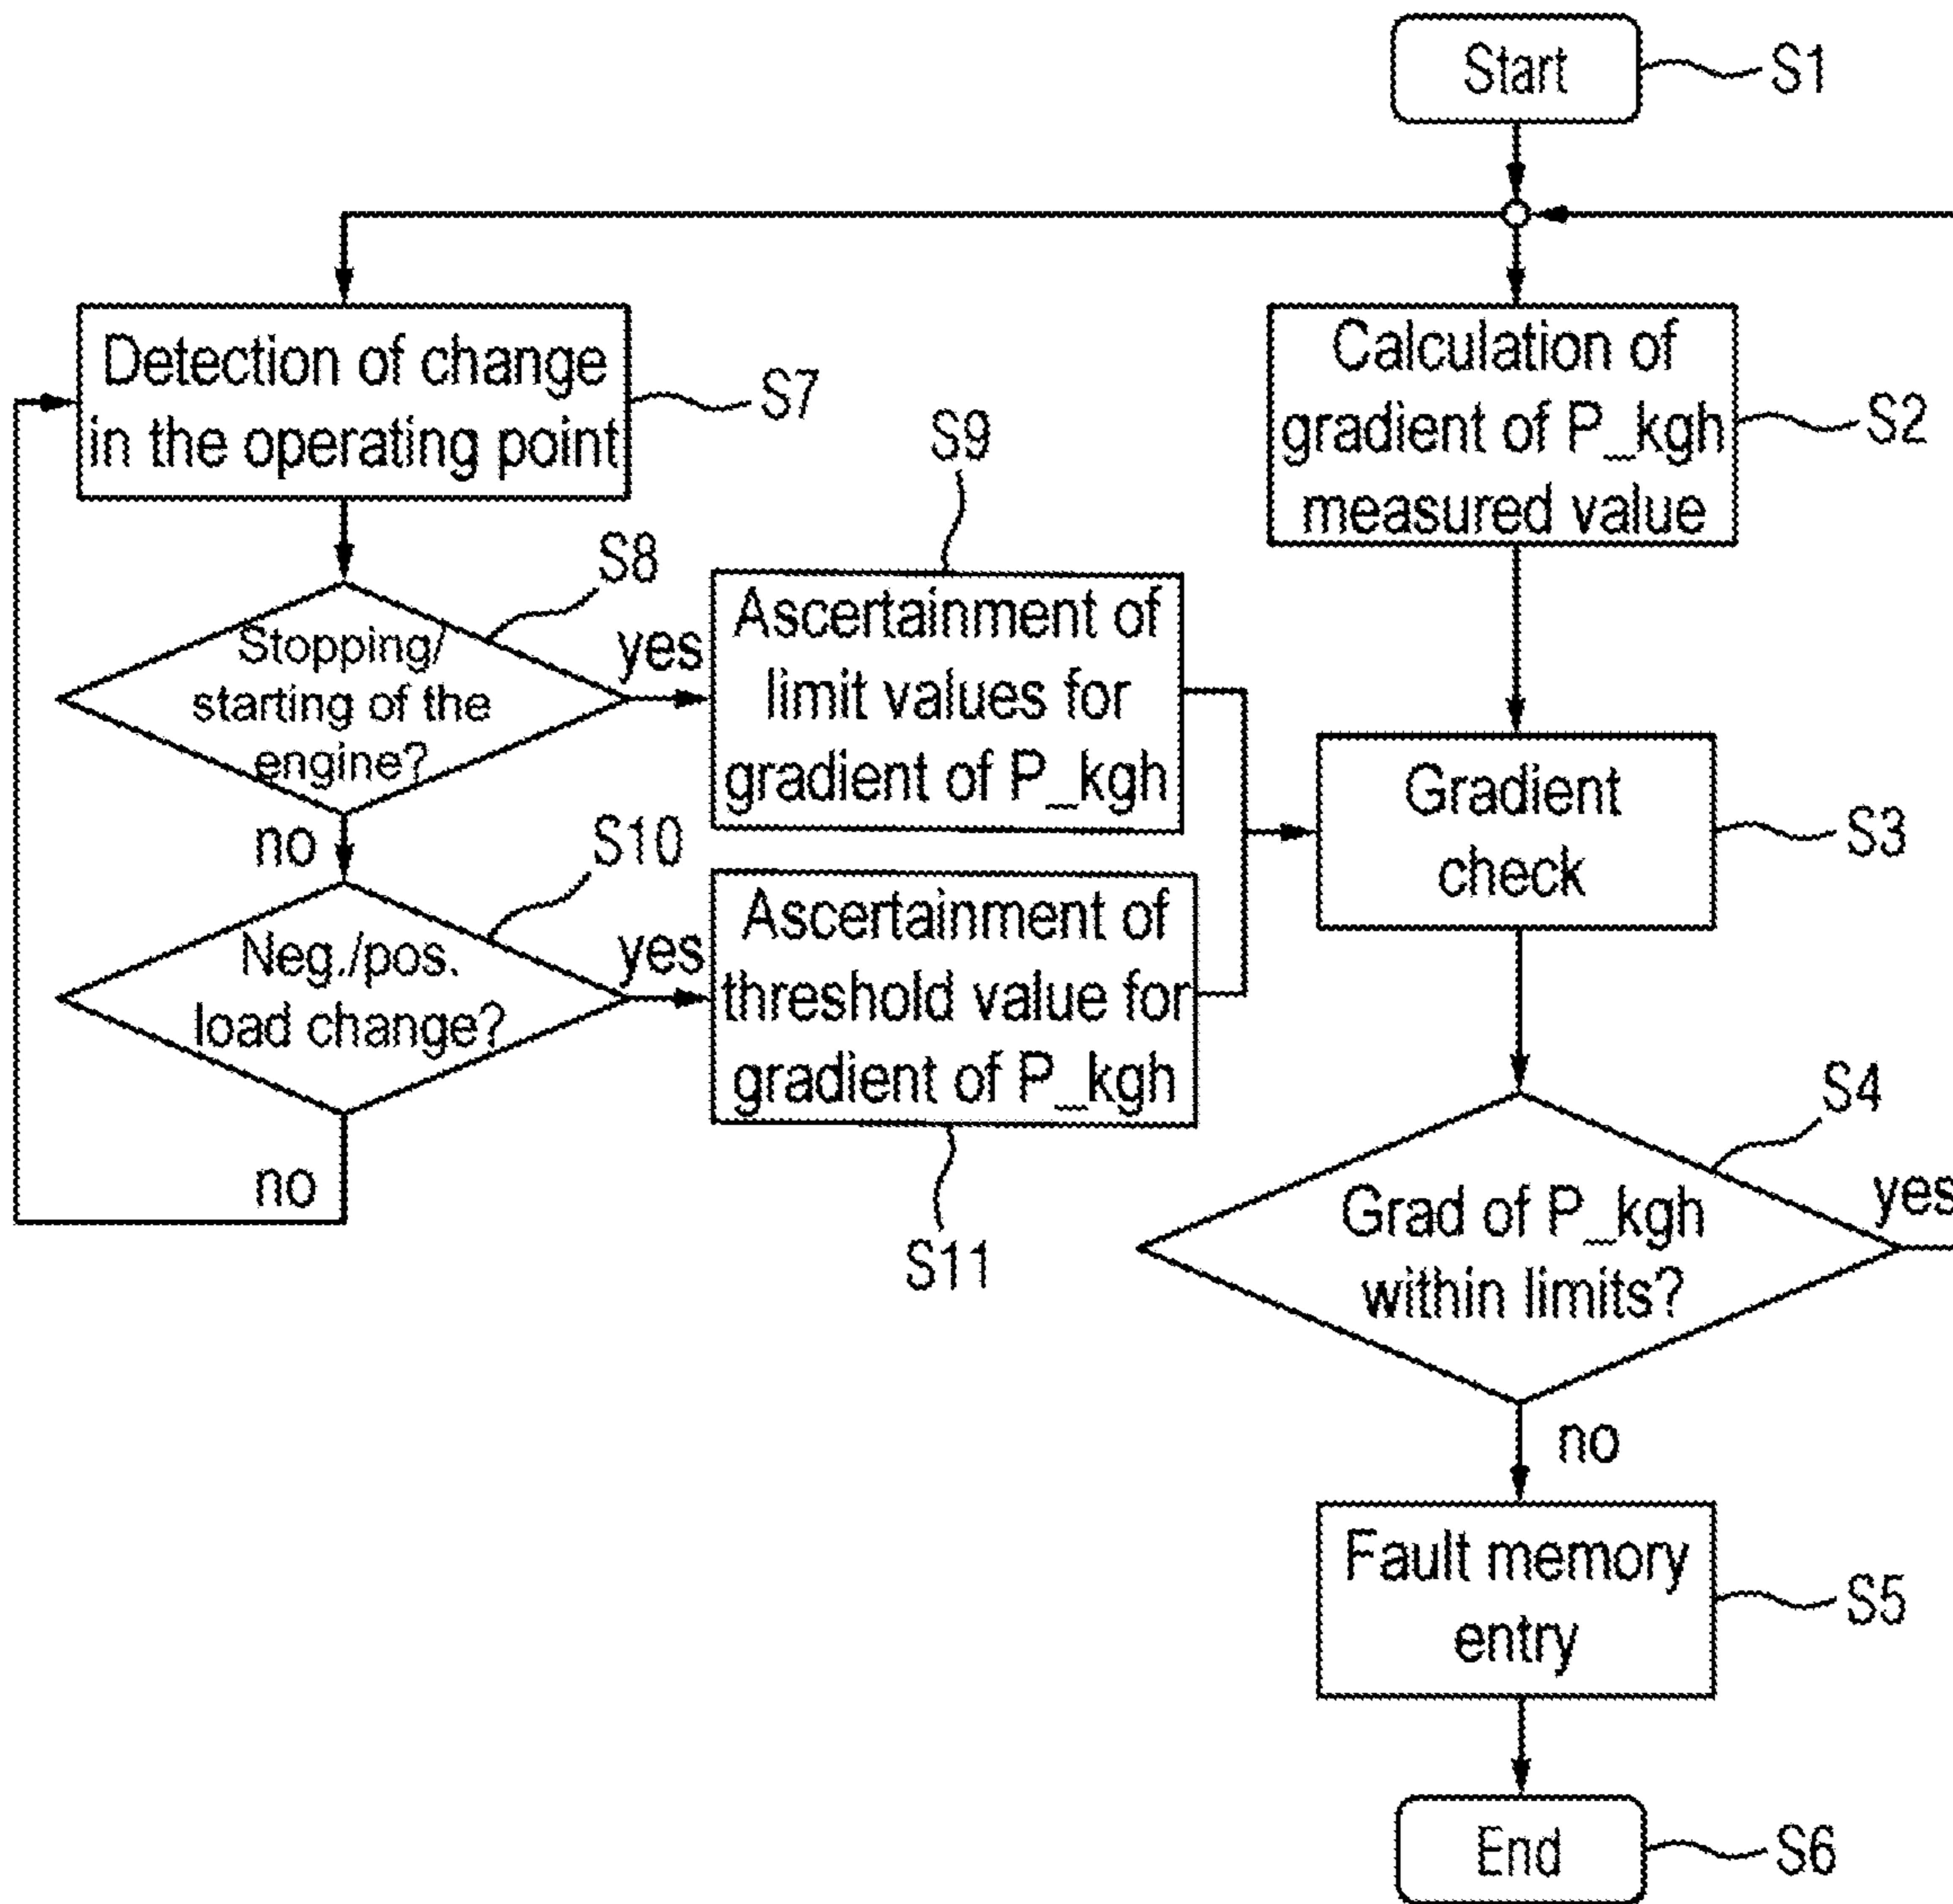 Start
S1
Detection of change
in the operating point
S7
Calculation of
gradient of P_kgh
measured value
S2
S9
S8
Stopping/
starting of the
engine?
yes
no
Ascertainment of
limit values for
gradient of P_kgh
Gradient
check
S3
S10
Neg./pos.
load change?
yes
no
Ascertainment of
threshold value for
gradient of P_kgh
S11
S4
Grad of P_kgh
within limits?
yes
no
Fault memory
entry
S5
End
S6